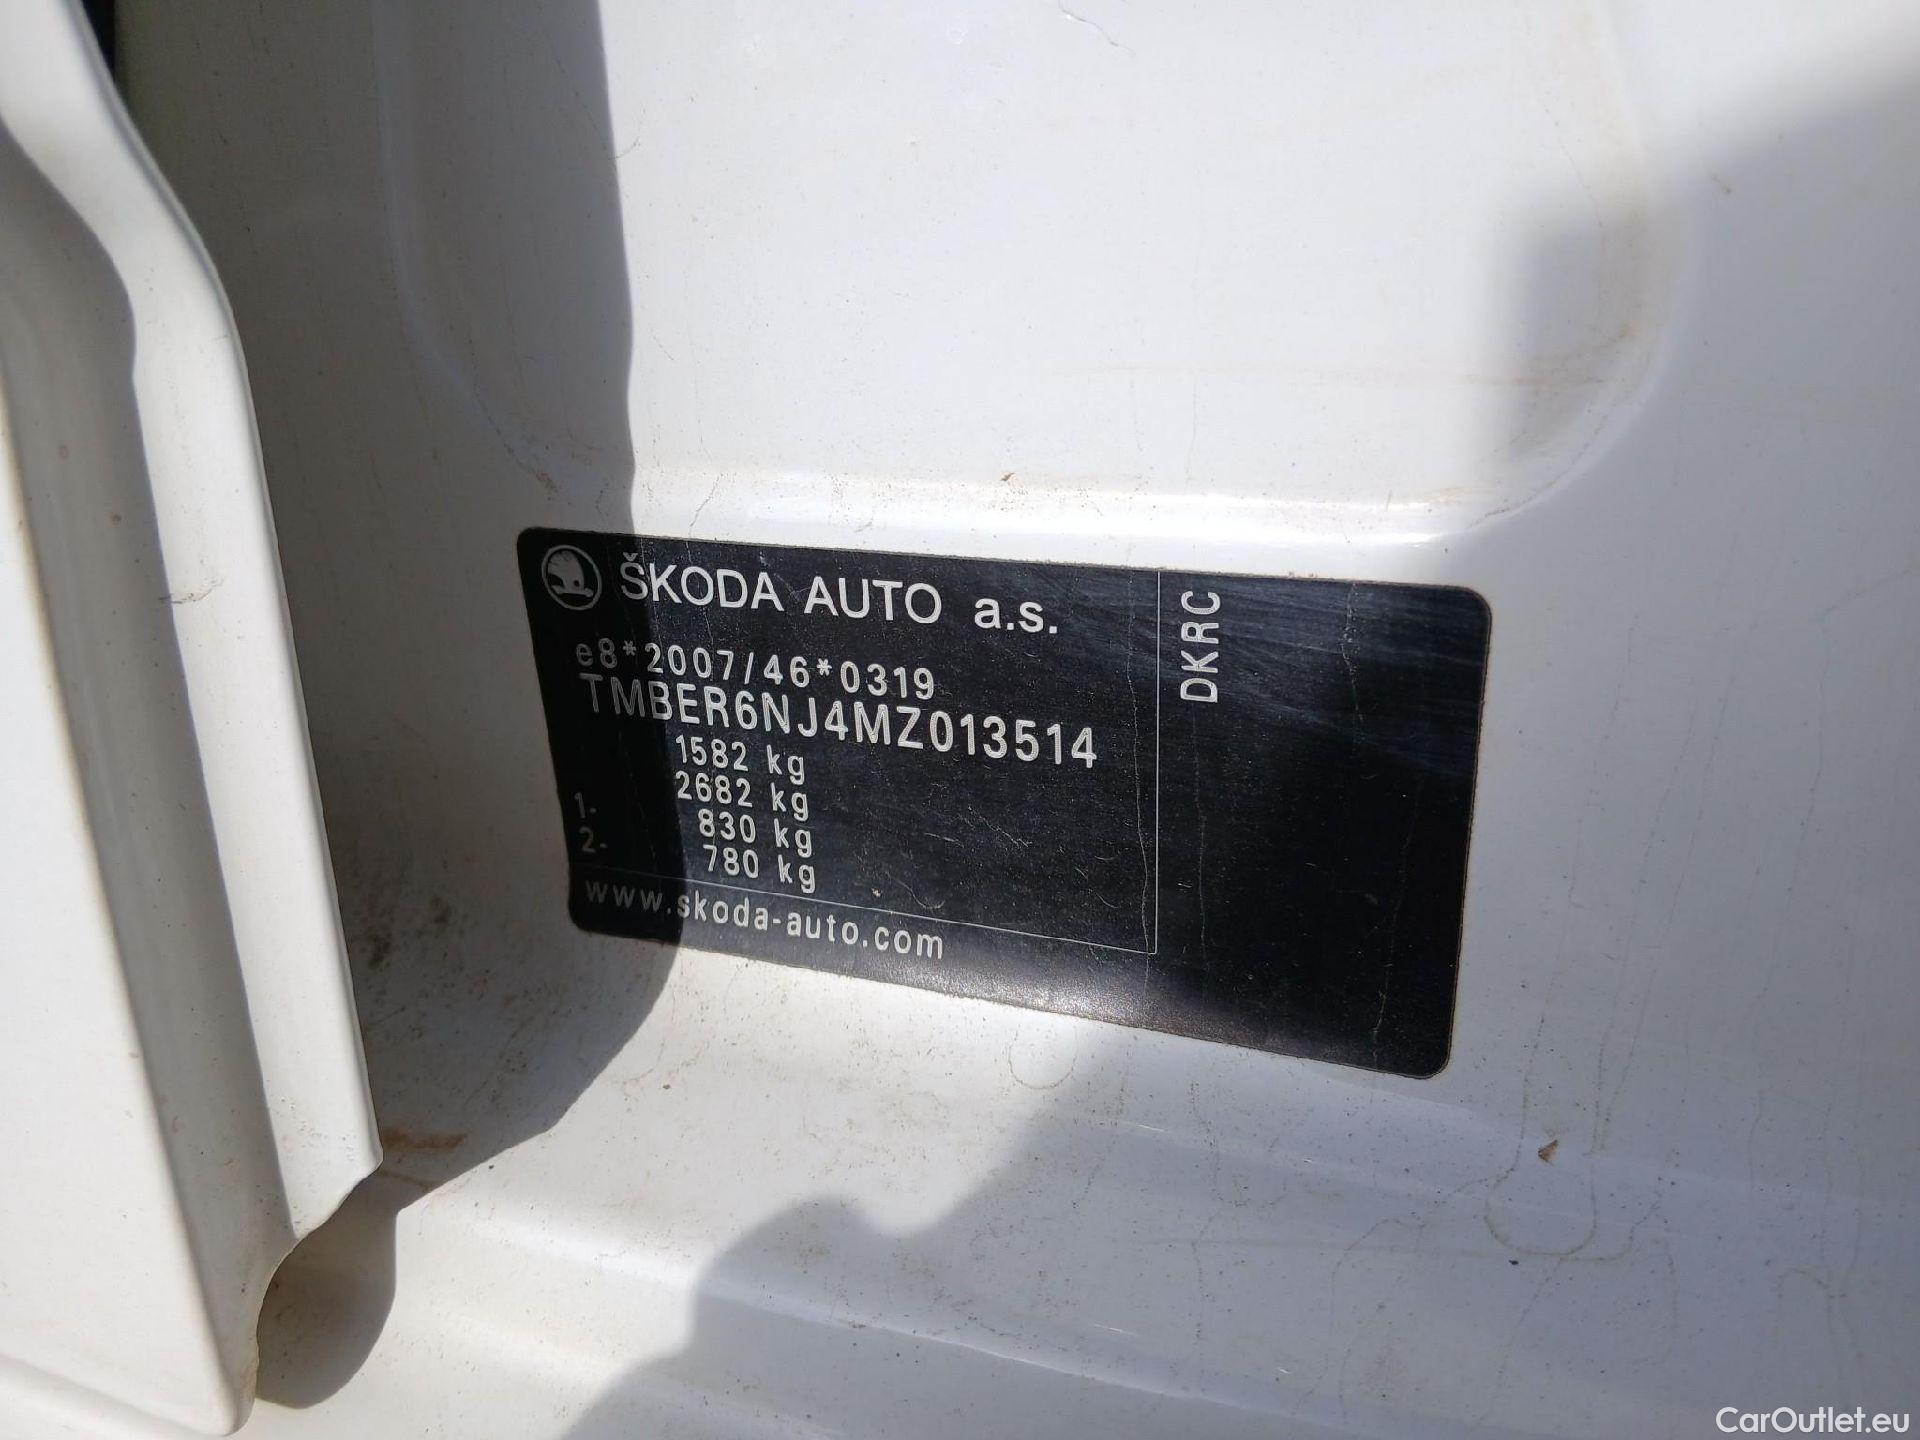 ŠKODA AUTO a.s.
e8*2007/46*0319
TMBER6NJ4MZ013514
1582 kg
2682 kg
1- 830 kg
2- 780 kg
www.skoda-auto.com
DKRC
CarOutlet.eu